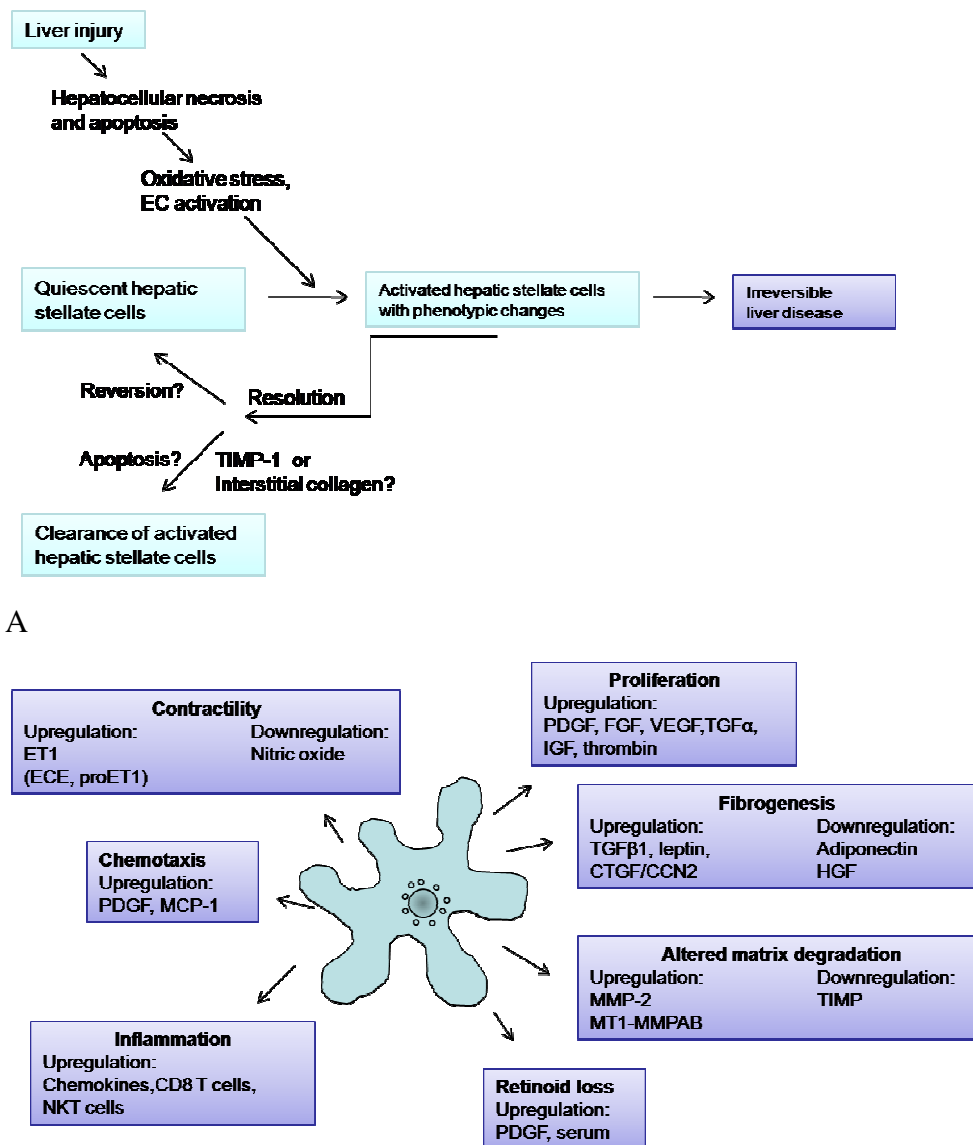 Liver injury
Hepatocellular necrosis
and apoptosis
Oxidative stress,
EC activation
Quiescent hepatic
stellate cells
Activated hepatic stellate cells
with phenotypic changes
Irreversible
liver disease
Reversion?
Resolution
Apoptosis?
TIMP-1 or
Interstitial collagen?
Clearance of activated
hepatic stellate cells
A
Contractility
Upregulation:
ET1
(ECE, proET1)
Downregulation:
Nitric oxide
Proliferation
Upregulation:
PDGF, FGF, VEGF,TGFα,
IGF, thrombin
Chemotaxis
Upregulation:
PDGF, MCP-1
Fibrogenesis
Upregulation:
TGFβ1, leptin,
CTGF/CCN2
Downregulation:
Adiponectin
HGF
Altered matrix degradation
Upregulation:
MMP-2
MT1-MMPAB
Downregulation:
TIMP
Inflammation
Upregulation:
Chemokines,CD8 T cells,
NKT cells
Retinoid loss
Upregulation:
PDGF, serum